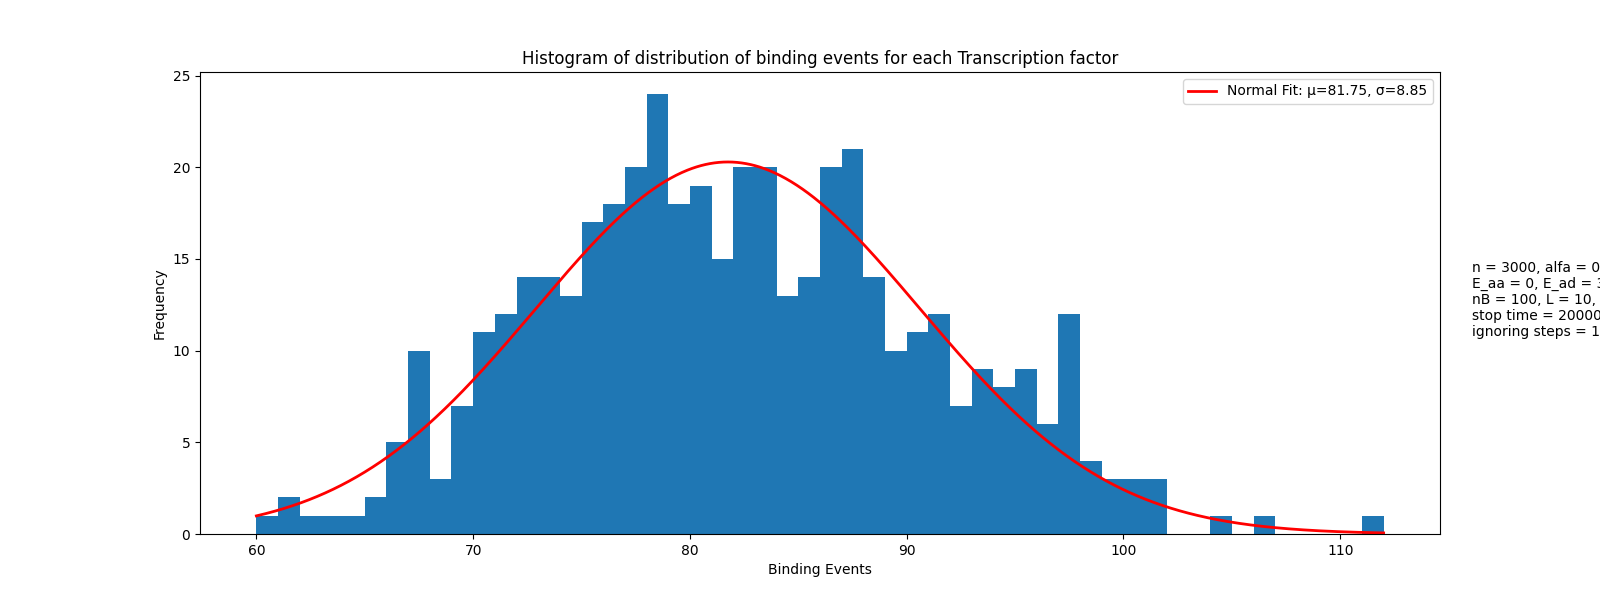 Histogram of distribution of binding events for each Transcription factor
25
20
15
10
5
0
Frequency
Normal Fit: μ=81.75, σ=8.85
60 70 80 90 100 110
Binding Events
n = 3000, alfa = 0
E_aa = 0, E_ad = 3
nB = 100, L = 10,
stop time = 20000
ignoring steps = 1